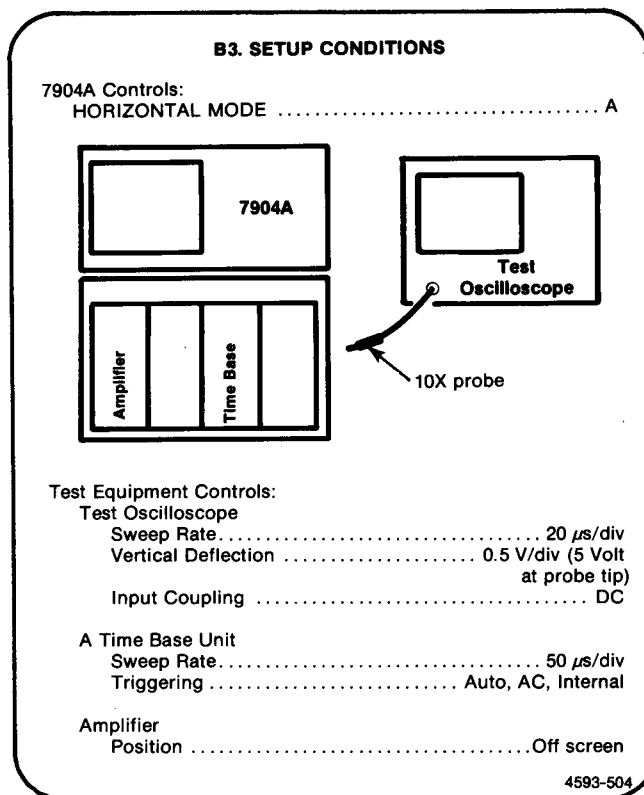 B3. SETUP CONDITIONS
7904A Controls:
HORIZONTAL MODE .................................. A
7904A
Test
Oscilloscope
Amplifier
Time Base
10X probe
Test Equipment Controls:
Test Oscilloscope
Sweep Rate.................................. 20 µs/div
Vertical Deflection .................... 0.5 V/div (5 Volt
at probe tip)
Input Coupling .................................. DC
A Time Base Unit
Sweep Rate.................................. 50 µs/div
Triggering .......................... Auto, AC, Internal
Amplifier
Position ...................................Off screen
4593-504